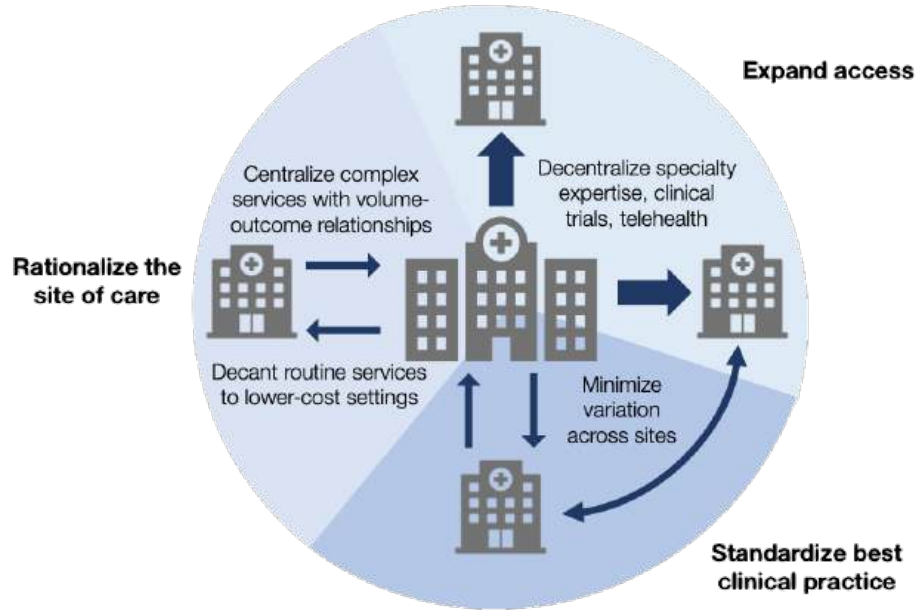 Expand access
Decentralize specialty
expertise, clinical
trials, telehealth
Centralize complex
services with volume-
outcome relationships
Rationalize the
site of care
Decant routine services
to lower-cost settings
Minimize
variation
across sites
Standardize best
clinical practice